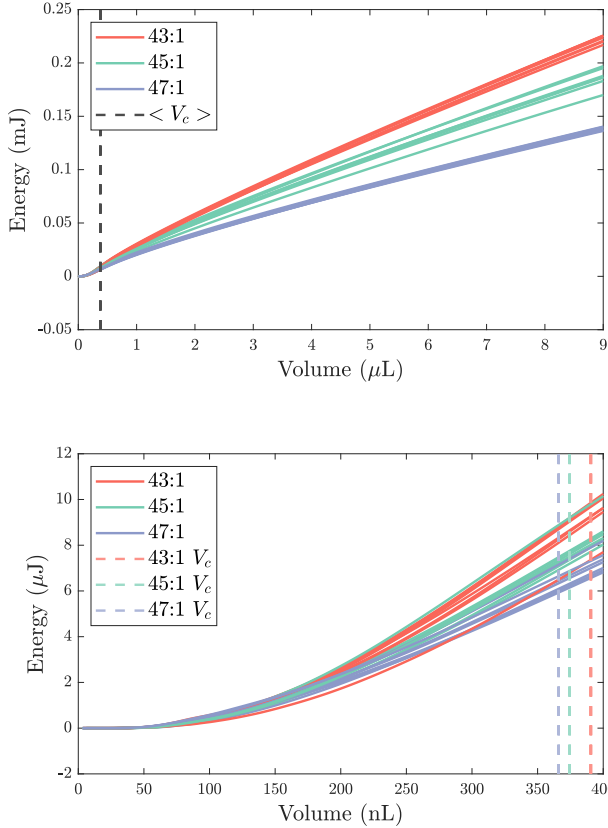 0.25
0.2
0.15
0.1
0.05
0
-0.05
Energy (mJ)
43:1
45:1
47:1
< V_c >
0 1 2 3 4 5 6 7 8 9
Volume (μL)
12
10
8
6
4
2
0
-2
Energy (μJ)
43:1
45:1
47:1
43:1 V_c
45:1 V_c
47:1 V_c
0 50 100 150 200 250 300 350 40
Volume (nL)